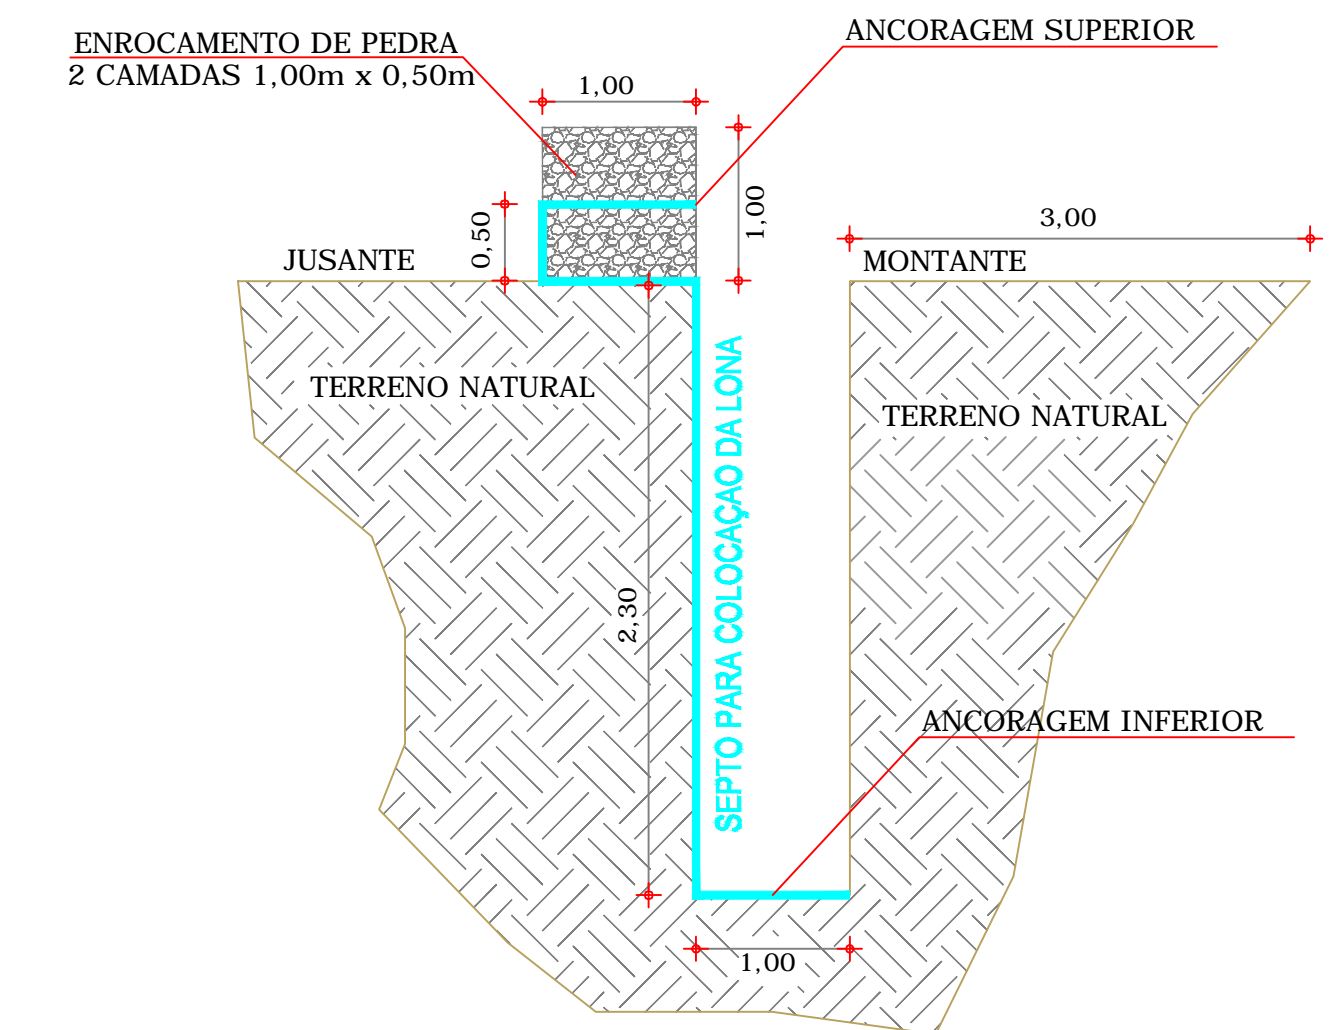 ENROCAMENTO DE PEDRA
2 CAMADAS 1,00m x 0,50m
ANCORAGEM SUPERIOR
1,00
1,00
0,50
3,00
JUSANTE
MONTANTE
TERRENO NATURAL
TERRENO NATURAL
SEPTO PARA COLOCAÇAO DA LONA
2,30
ANCORAGEM INFERIOR
1,00